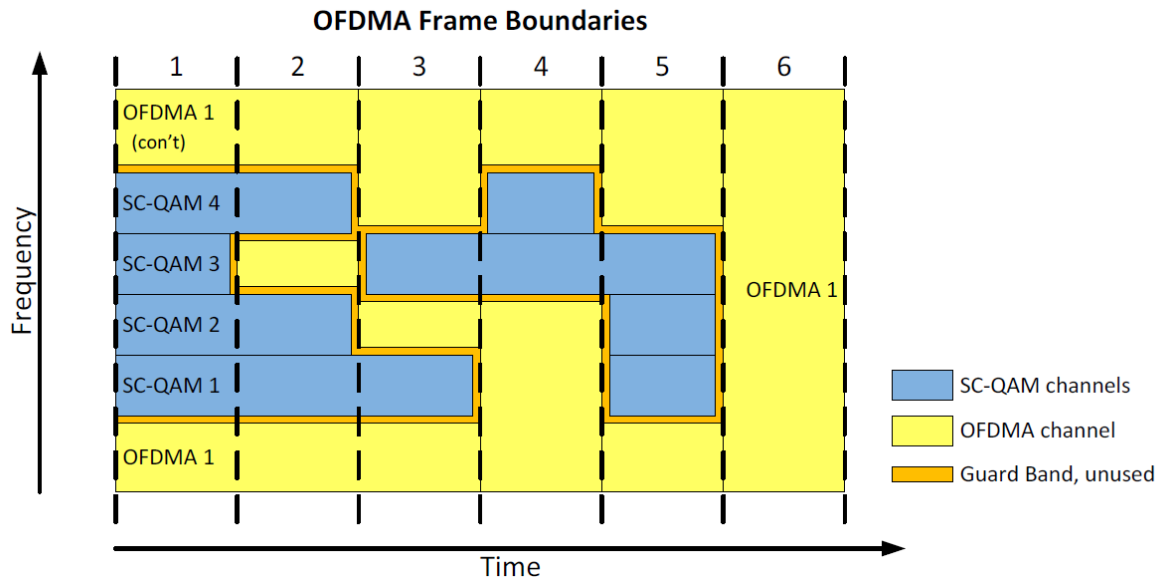 OFDMA Frame Boundaries
1 2 3 4 5 6
OFDMA 1
(con't)
SC-QAM 4
SC-QAM 3
SC-QAM 2
SC-QAM 1
OFDMA 1
OFDMA 1
Frequency
Time
SC-QAM channels
OFDMA channel
Guard Band, unused